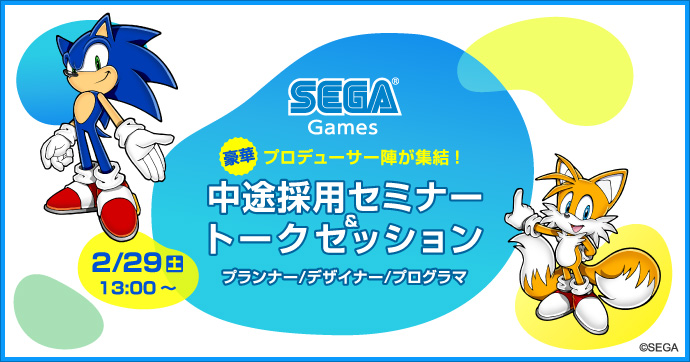 SEGA®
Games
豪華 プロデューサー陣が集結！
中途採用セミナー
&
トークセッション
プランナー/デザイナー/プログラマ
2/29 土
13:00～
©SEGA